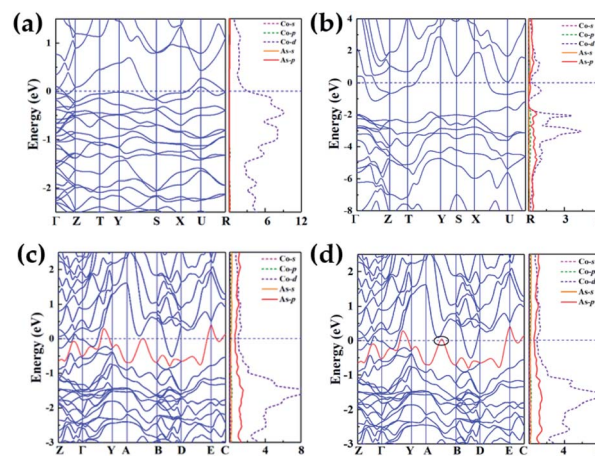 (a)
Energy (eV)
1
0
-1
-2
Γ Z T Y S X U R
6 12
Co-s
Co-p
Co-d
As-s
As-p
(b)
Energy (eV)
4
2
0
-2
-4
-6
-8
Γ Z T Y S X U R
3
Co-s
Co-p
Co-d
As-s
As-p
(c)
Energy (eV)
2
1
0
-1
-2
-3
Z Γ Y A B D E C
4 8
Co-s
Co-p
Co-d
As-s
As-p
(d)
Energy (eV)
2
1
0
-1
-2
-3
Z Γ Y A B D E C
4
Co-s
Co-p
Co-d
As-s
As-p